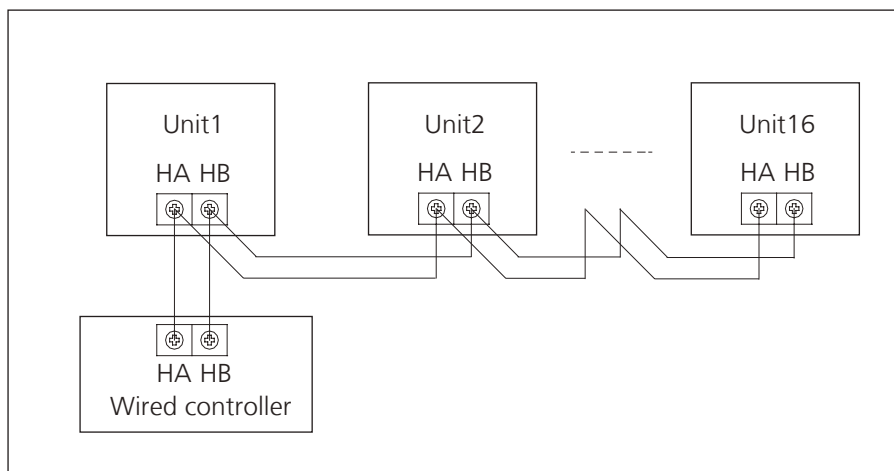 Unit1
HA HB
Unit2
HA HB
Unit16
HA HB
HA HB
Wired controller